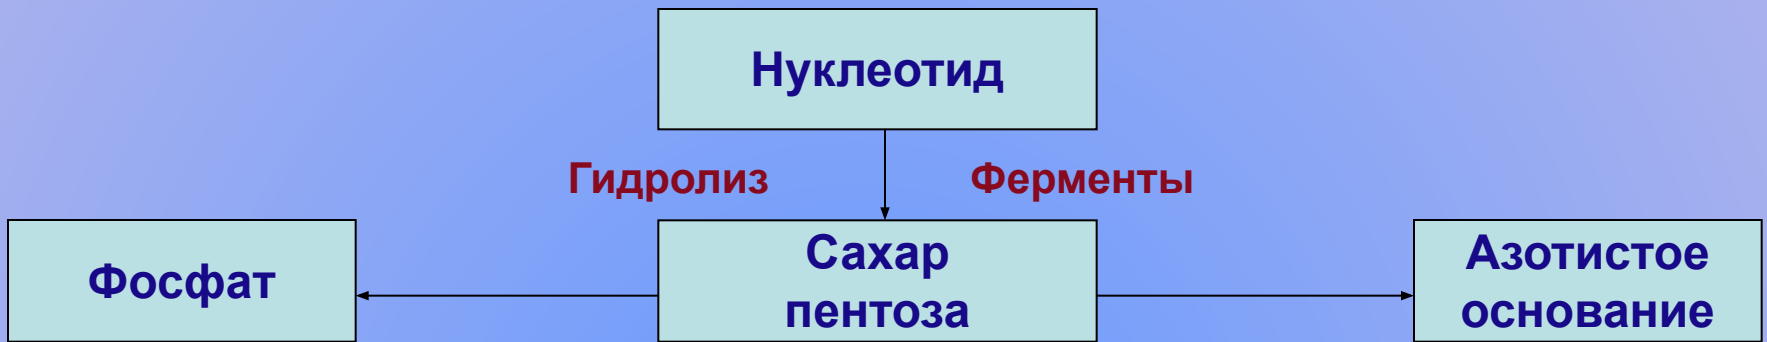 Нуклеотид
Гидролиз Ферменты
Фосфат
Сахар
пентоза
Азотистое
основание